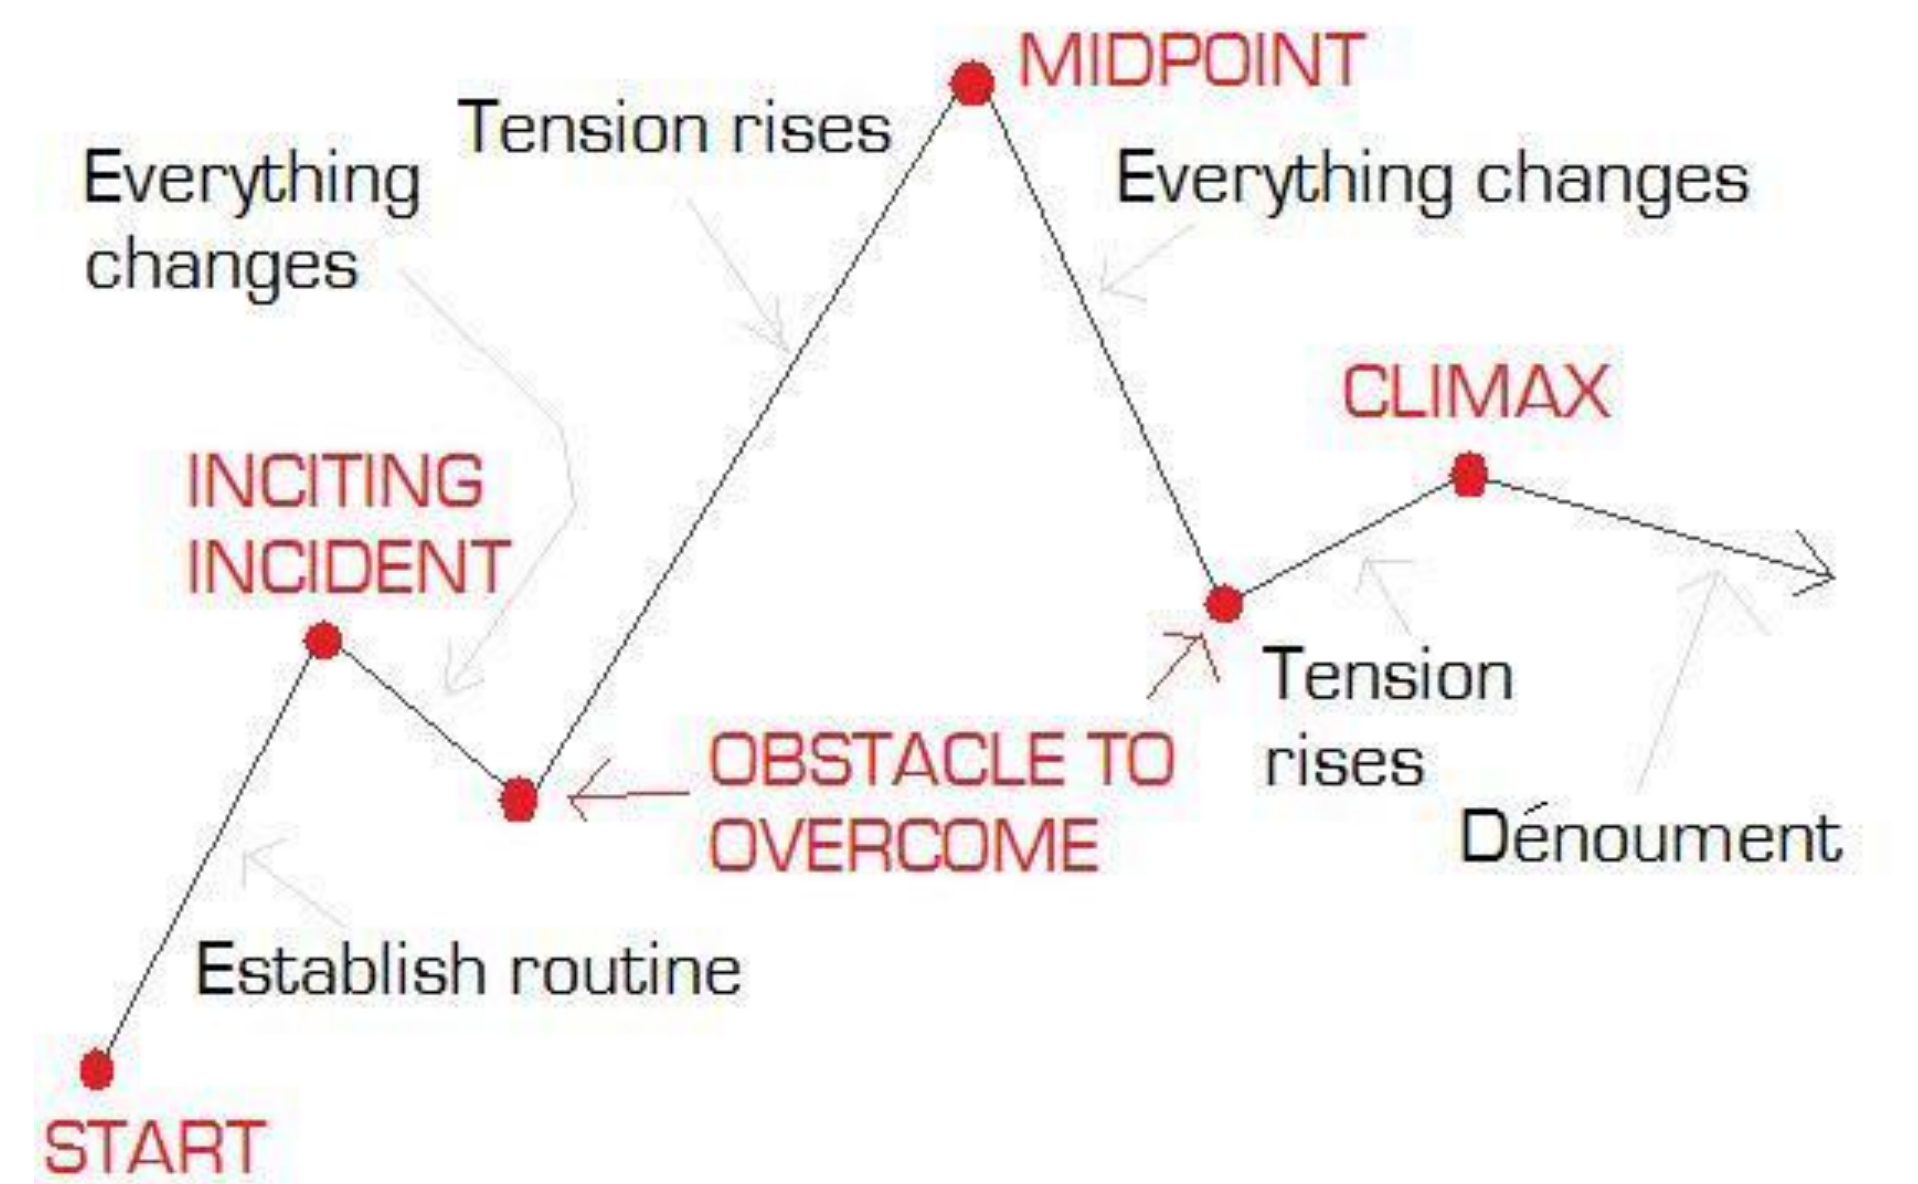 MIDPOINT
Tension rises
Everything
changes
Everything changes
CLIMAX
INCITING
INCIDENT
OBSTACLE TO
OVERCOME
Tension
rises
Dénoument
Establish routine
START